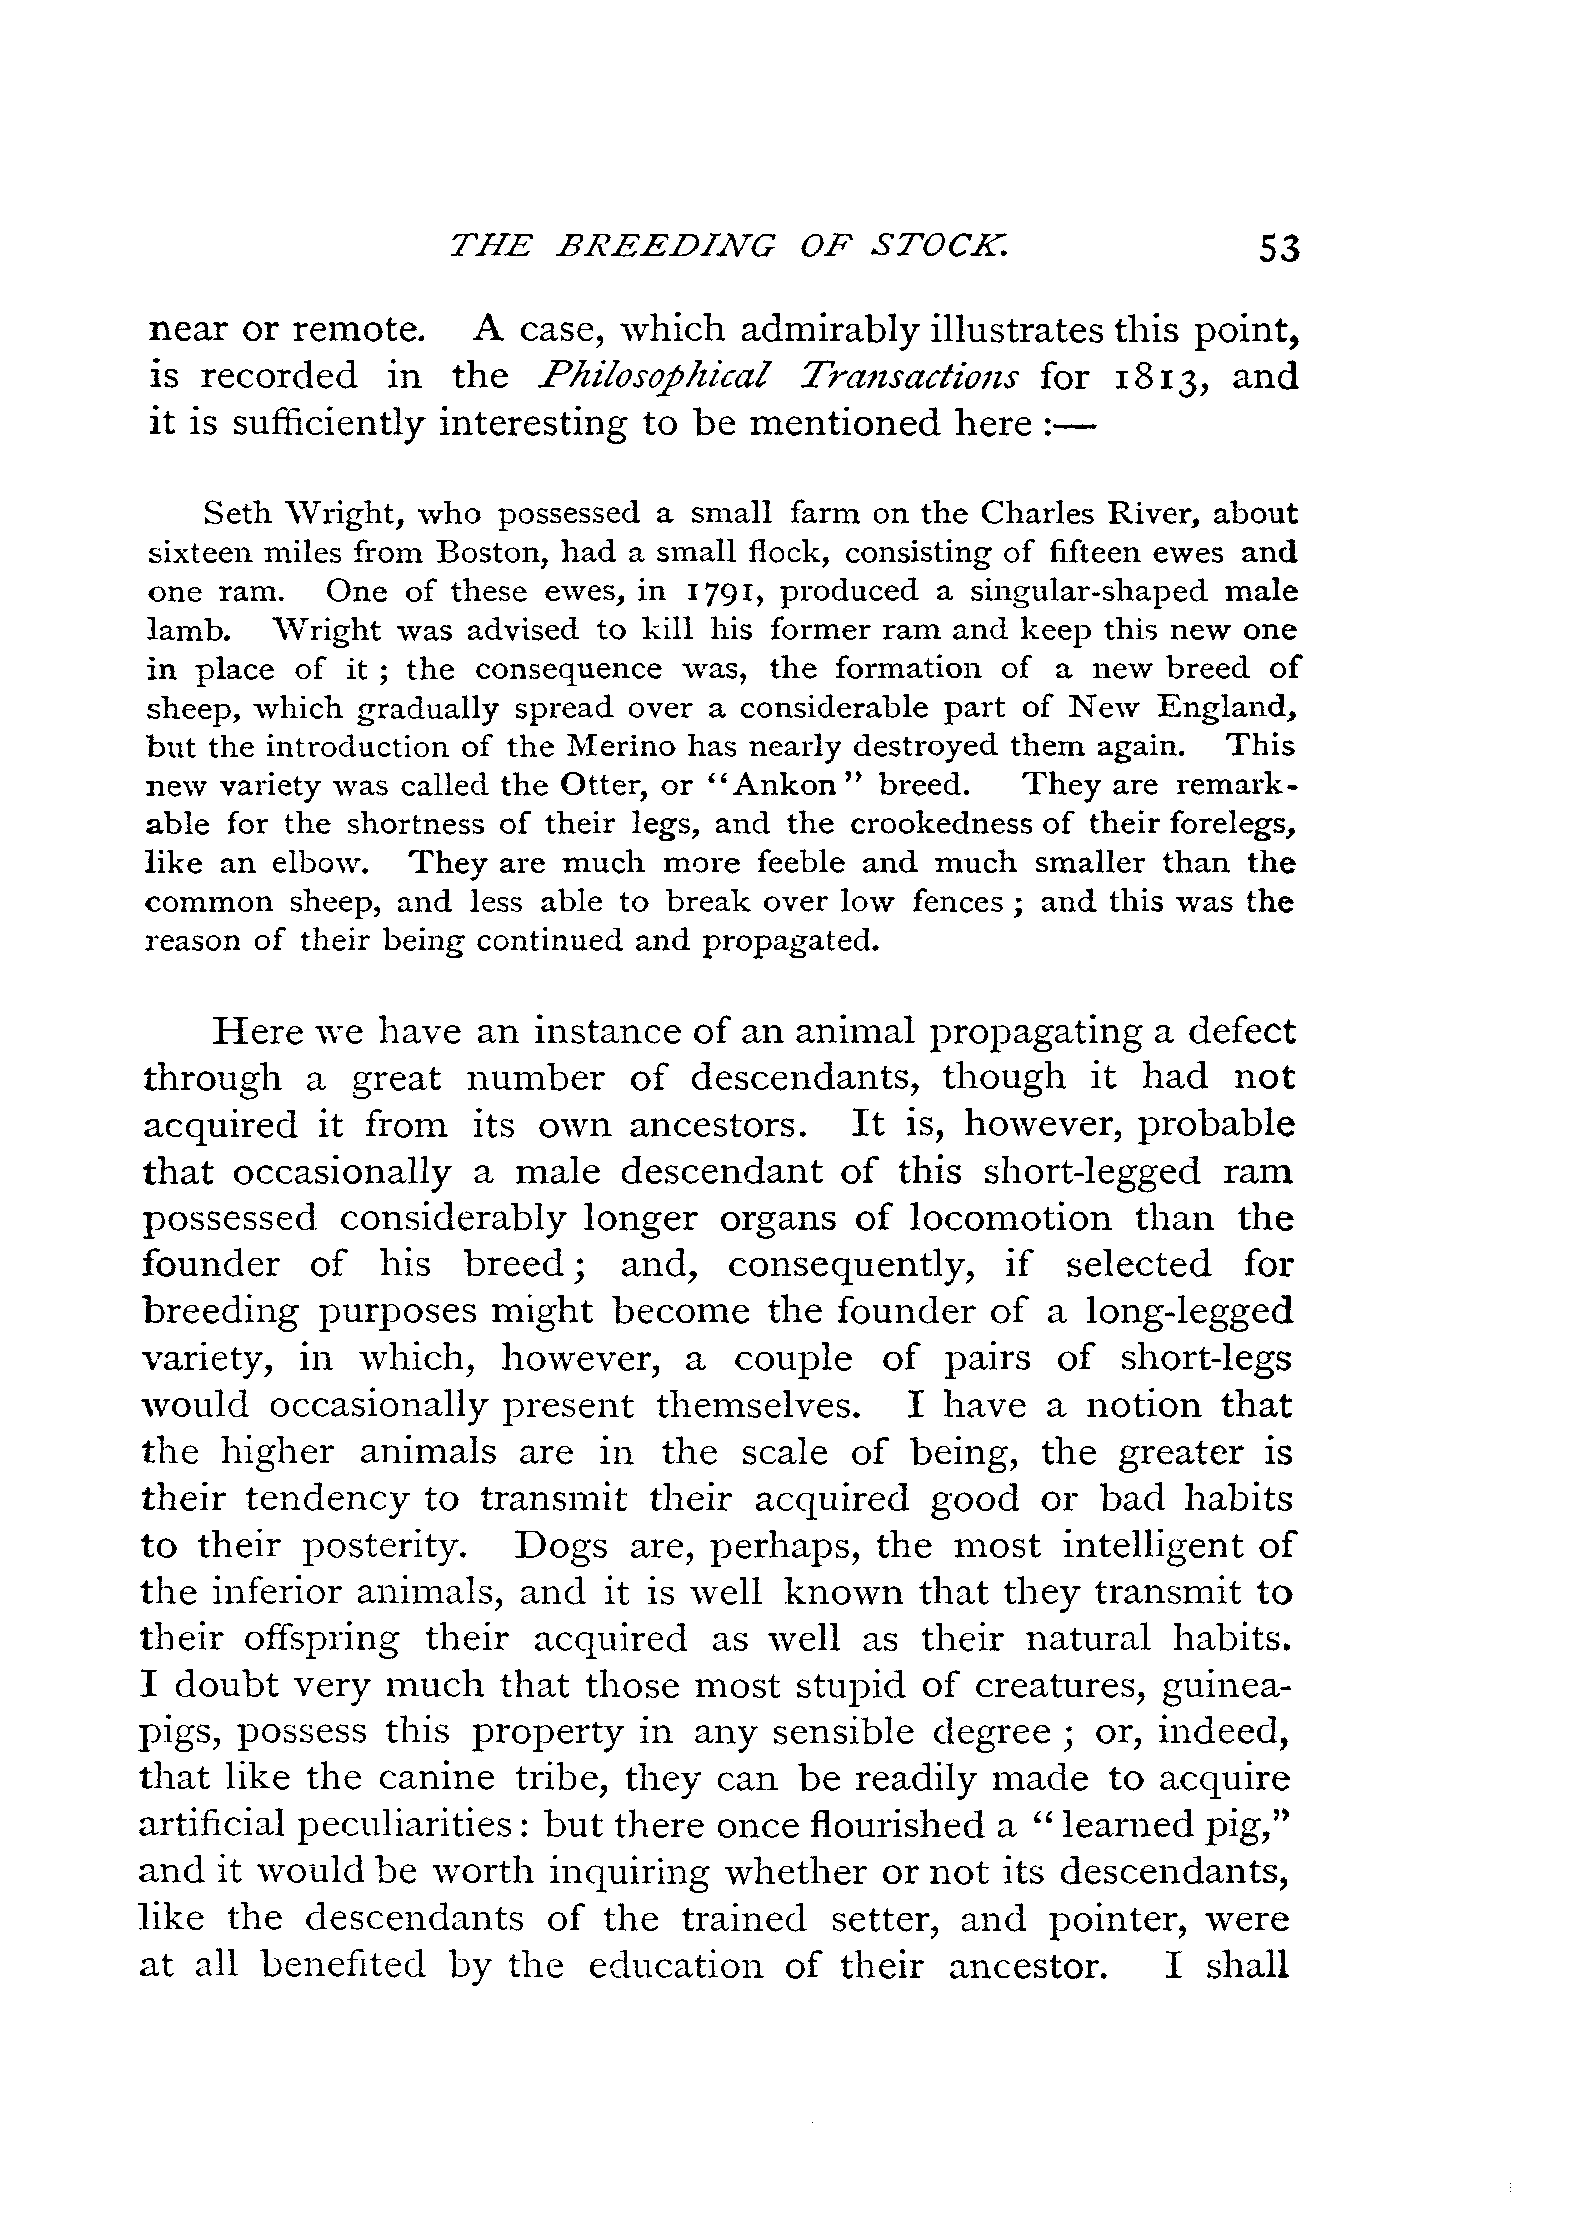 THE BREEDING OF STOCK. 53
near or remote. A case, which admirably illustrates this point,
is recorded in the Philosophical Transactions for 1813, and
it is sufficiently interesting to be mentioned here :—
Seth Wright, who possessed a small farm on the Charles River, about
sixteen miles from Boston, had a small flock, consisting of fifteen ewes and
one ram. One of these ewes, in 1791, produced a singular-shaped male
lamb. Wright was advised to kill his former ram and keep this new one
in place of it ; the consequence was, the formation of a new breed of
sheep, which gradually spread over a considerable part of New England,
but the introduction of the Merino has nearly destroyed them again. This
new variety was called the Otter, or “Ankon” breed. They are remark-
able for the shortness of their legs, and the crookedness of their forelegs,
like an elbow. They are much more feeble and much smaller than the
common sheep, and less able to break over low fences ; and this was the
reason of their being continued and propagated.
Here we have an instance of an animal propagating a defect
through a great number of descendants, though it had not
acquired it from its own ancestors. It is, however, probable
that occasionally a male descendant of this short-legged ram
possessed considerably longer organs of locomotion than the
founder of his breed ; and, consequently, if selected for
breeding purposes might become the founder of a long-legged
variety, in which, however, a couple of pairs of short-legs
would occasionally present themselves. I have a notion that
the higher animals are in the scale of being, the greater is
their tendency to transmit their acquired good or bad habits
to their posterity. Dogs are, perhaps, the most intelligent of
the inferior animals, and it is well known that they transmit to
their offspring their acquired as well as their natural habits.
I doubt very much that those most stupid of creatures, guinea-
pigs, possess this property in any sensible degree ; or, indeed,
that like the canine tribe, they can be readily made to acquire
artificial peculiarities : but there once flourished a “learned pig,”
and it would be worth inquiring whether or not its descendants,
like the descendants of the trained setter, and pointer, were
at all benefited by the education of their ancestor. I shall